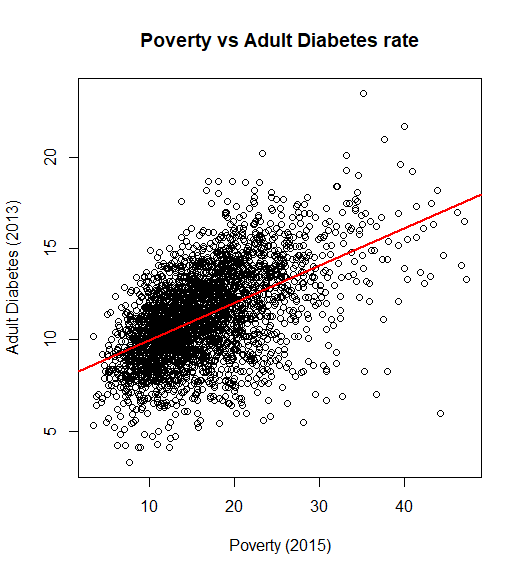 Poverty vs Adult Diabetes rate
20
15
10
5
Adult Diabetes (2013)
10 20 30 40
Poverty (2015)